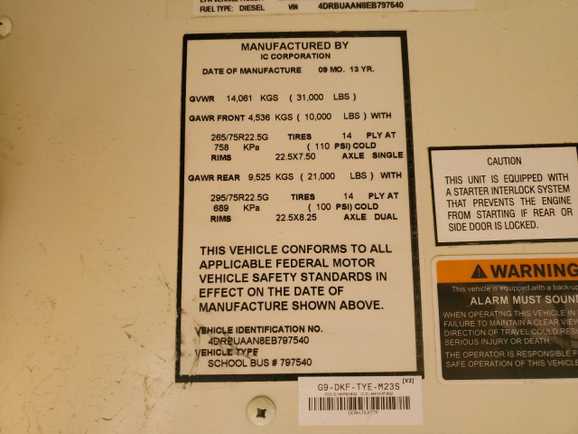 FUEL TYPE: DIESEL VIN 4DRBUAAN8EB797540
MANUFACTURED BY
IC CORPORATION
DATE OF MANUFACTURE 09 MO. 13 YR.
GVWR 14,061 KGS ( 31,000 LBS )
GAWR FRONT 4,536 KGS ( 10,000 LBS ) WITH
265/75R22.5G TIRES 14 PLY AT
758 KPa ( 110 PSI) COLD
RIMS 22.5X7.50 AXLE SINGLE
GAWR REAR 9,525 KGS ( 21,000 LBS ) WITH
295/75R22.5G TIRES 14 PLY AT
689 KPa ( 100 PSI) COLD
RIMS 22.5X8.25 AXLE DUAL
THIS VEHICLE CONFORMS TO ALL
APPLICABLE FEDERAL MOTOR
VEHICLE SAFETY STANDARDS IN
EFFECT ON THE DATE OF
MANUFACTURE SHOWN ABOVE.
VEHICLE IDENTIFICATION NO.
4DRBUAAN8EB797540
VEHICLE TYPE
SCHOOL BUS # 797540
G9-DKF-TYE-M23S [X2]
CAUTION
THIS UNIT IS EQUIPPED WITH
A STARTER INTERLOCK SYSTEM
THAT PREVENTS THE ENGINE
FROM STARTING IF REAR OR
SIDE DOOR IS LOCKED.
WARNING
This vehicle is equipped with a back-up
ALARM MUST SOUN
WHEN OPERATING THIS VEHICLE IN
FAILURE TO MAINTAIN A CLEAR VIE
DIRECTION OF TRAVEL COULD RES
SERIOUS INJURY OR DEATH.
THE OPERATOR IS RESPONSIBLE F
SAFE OPERATION OF THIS VEHICLE